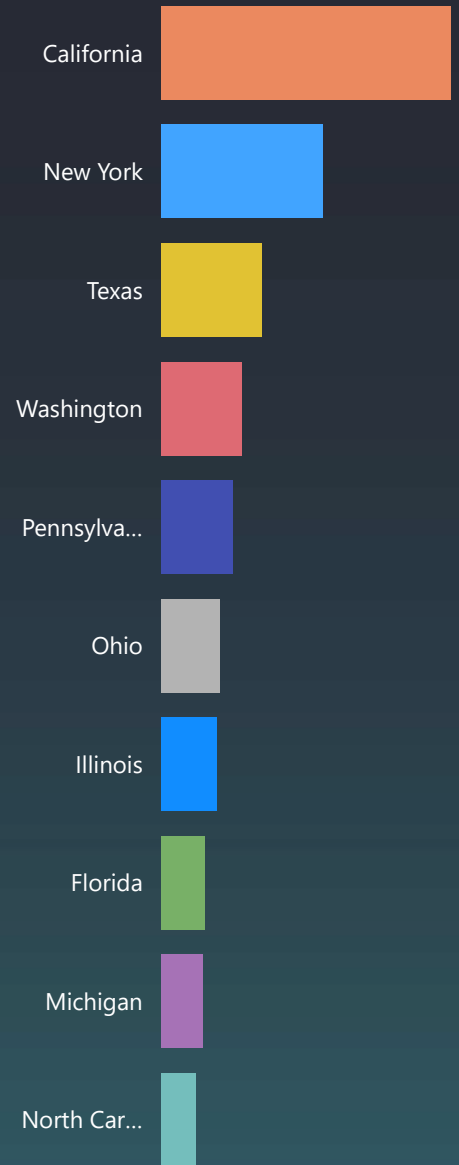 California
New York
Texas
Washington
Pennsylva...
Ohio
Illinois
Florida
Michigan
North Car...